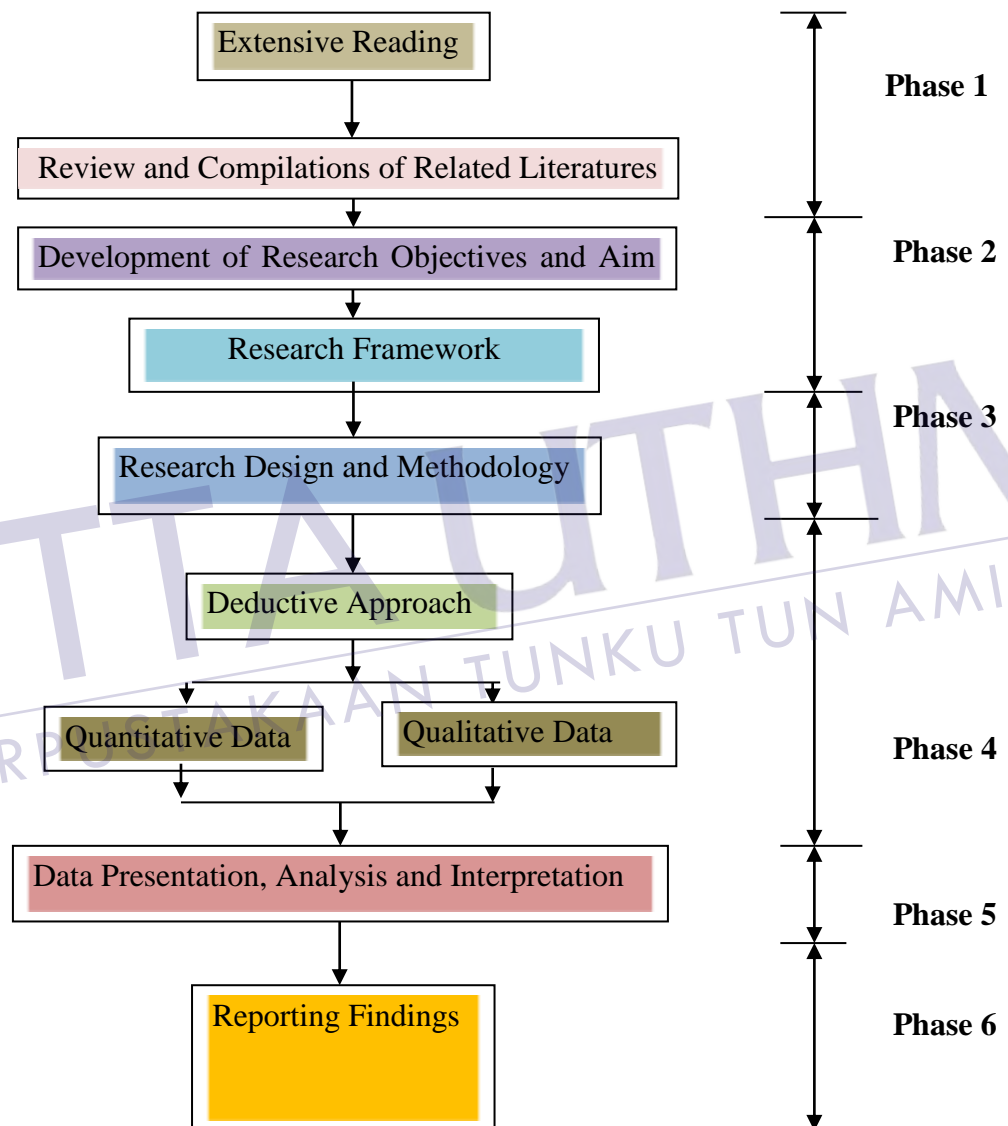 Extensive Reading
Phase 1
Review and Compilations of Related Literatures
Development of Research Objectives and Aim
Phase 2
Research Framework
Phase 3
Research Design and Methodology
PTTA UTHM
Deductive Approach
PERPUSTAKAAN TUNKU TUN AMI
Quantitative Data
Qualitative Data
Phase 4
Data Presentation, Analysis and Interpretation
Phase 5
Reporting Findings
Phase 6